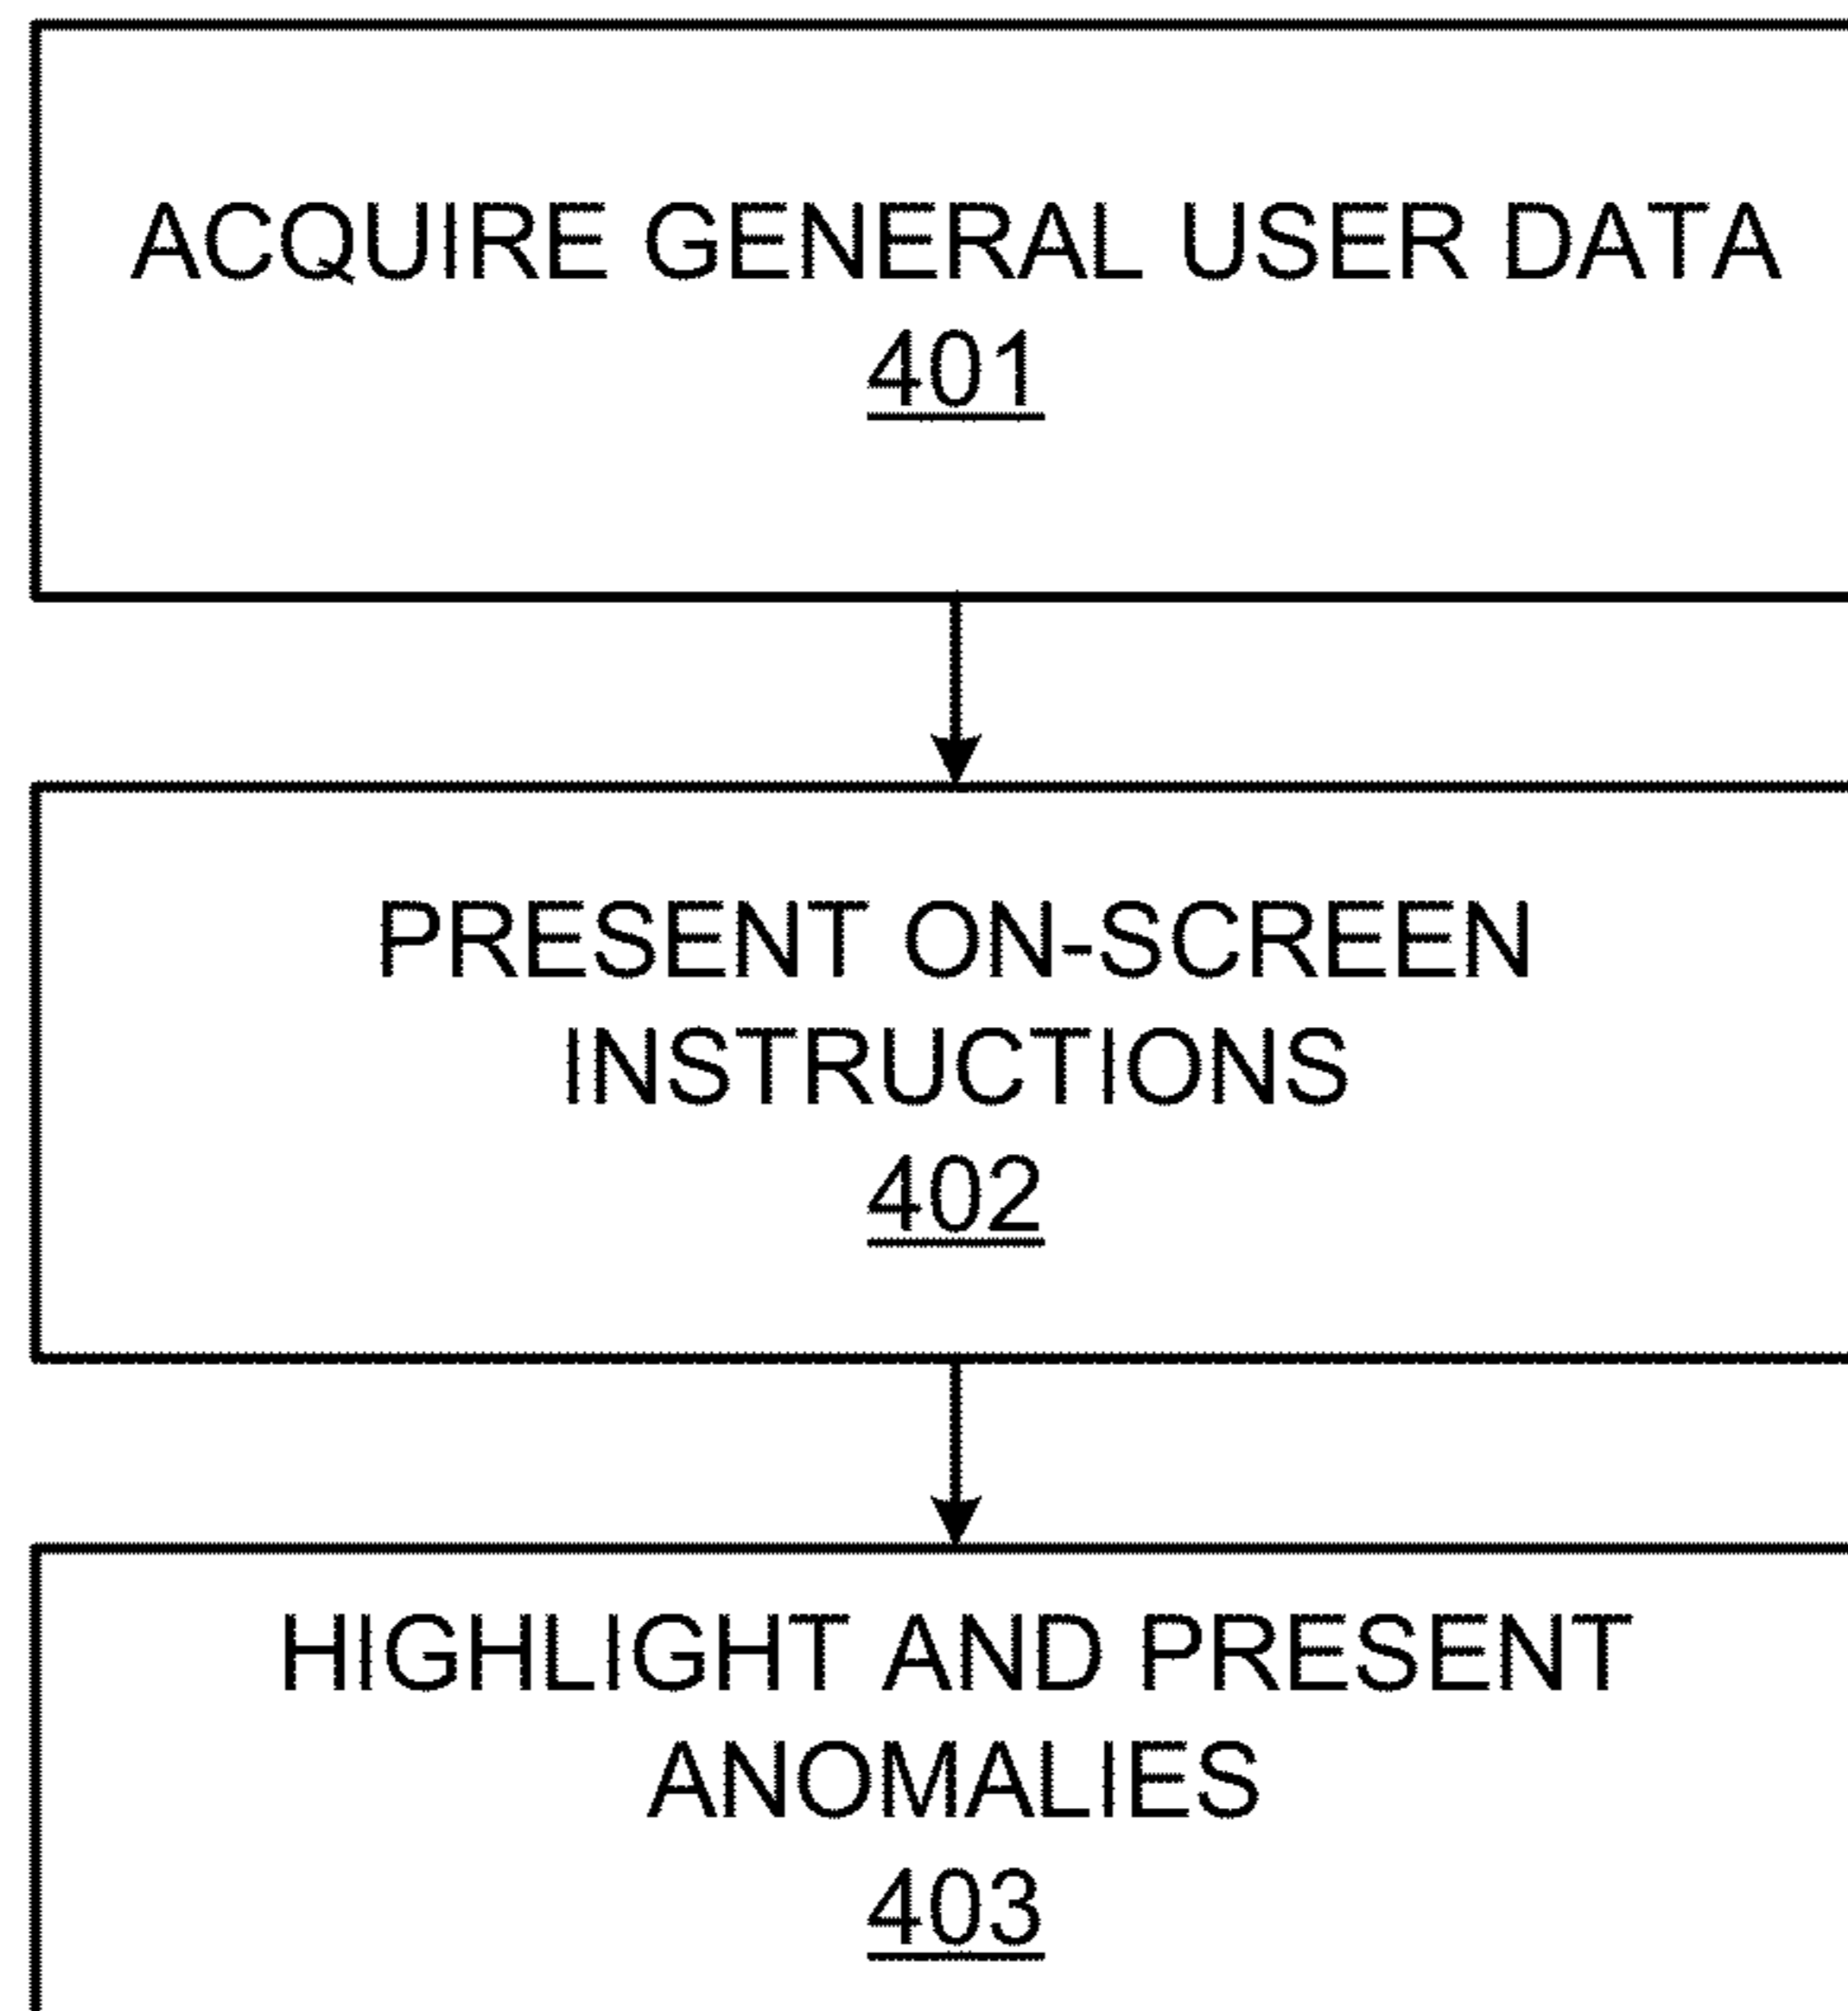 ACQUIRE GENERAL USER DATA
401
PRESENT ON-SCREEN
INSTRUCTIONS
402
HIGHLIGHT AND PRESENT
ANOMALIES
403